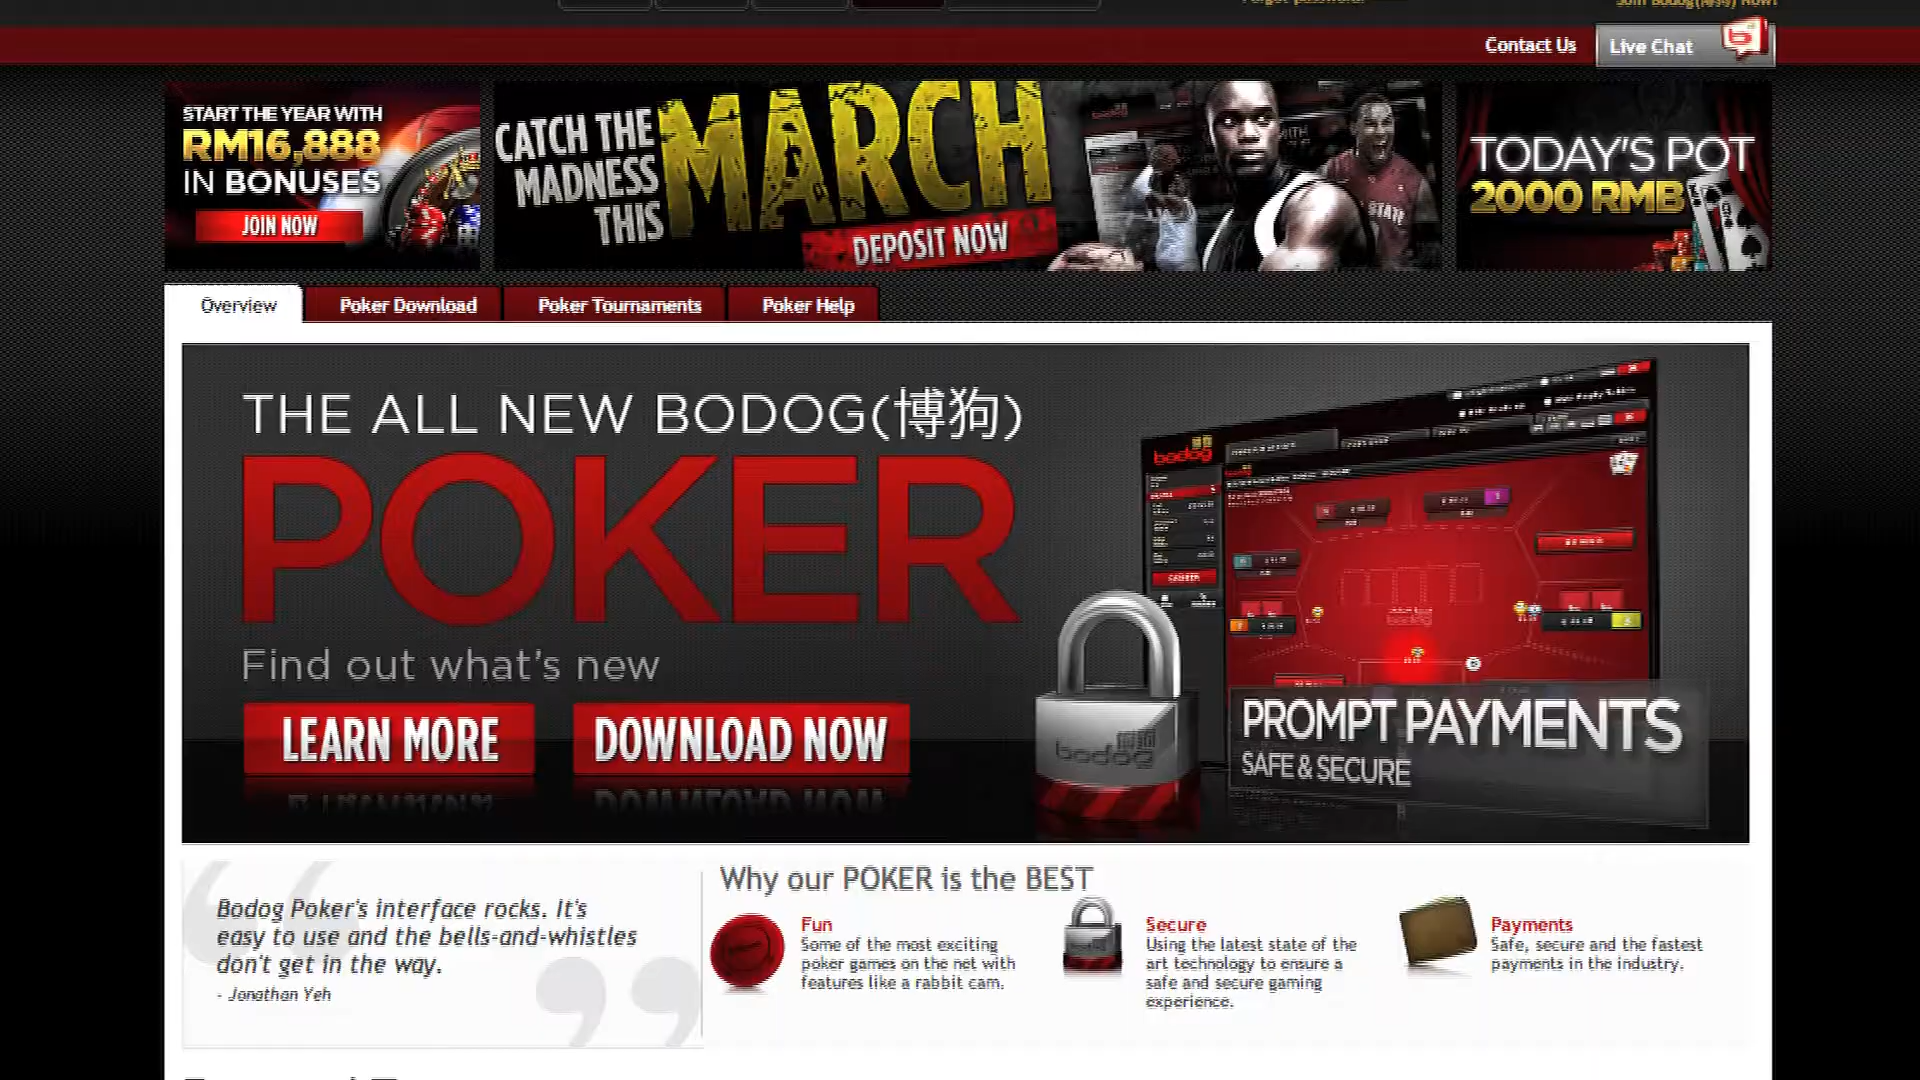 Contact Us
Live Chat
START THE YEAR WITH
RM16,888
IN BONUSES
JOIN NOW
CATCH THE
MADNESS
THIS
MARCH
DEPOSIT NOW
STATE
TODAY'S POT
2000 RMB
Overview
Poker Download
Poker Tournaments
Poker Help
THE ALL NEW BODOG(博狗)
POKER
Find out what's new
LEARN MORE
DOWNLOAD NOW
bodog
bodog
PROMPT PAYMENTS
SAFE & SECURE
Bodog Poker's interface rocks. It's
easy to use and the bells-and-whistles
don't get in the way.
- Jonathan Yeh
Why our POKER is the BEST
Fun
Some of the most exciting
poker games on the net with
features like a rabbit cam.
Secure
Using the latest state of the
art technology to ensure a
safe and secure gaming
experience.
Payments
Safe, secure and the fastest
payments in the industry.